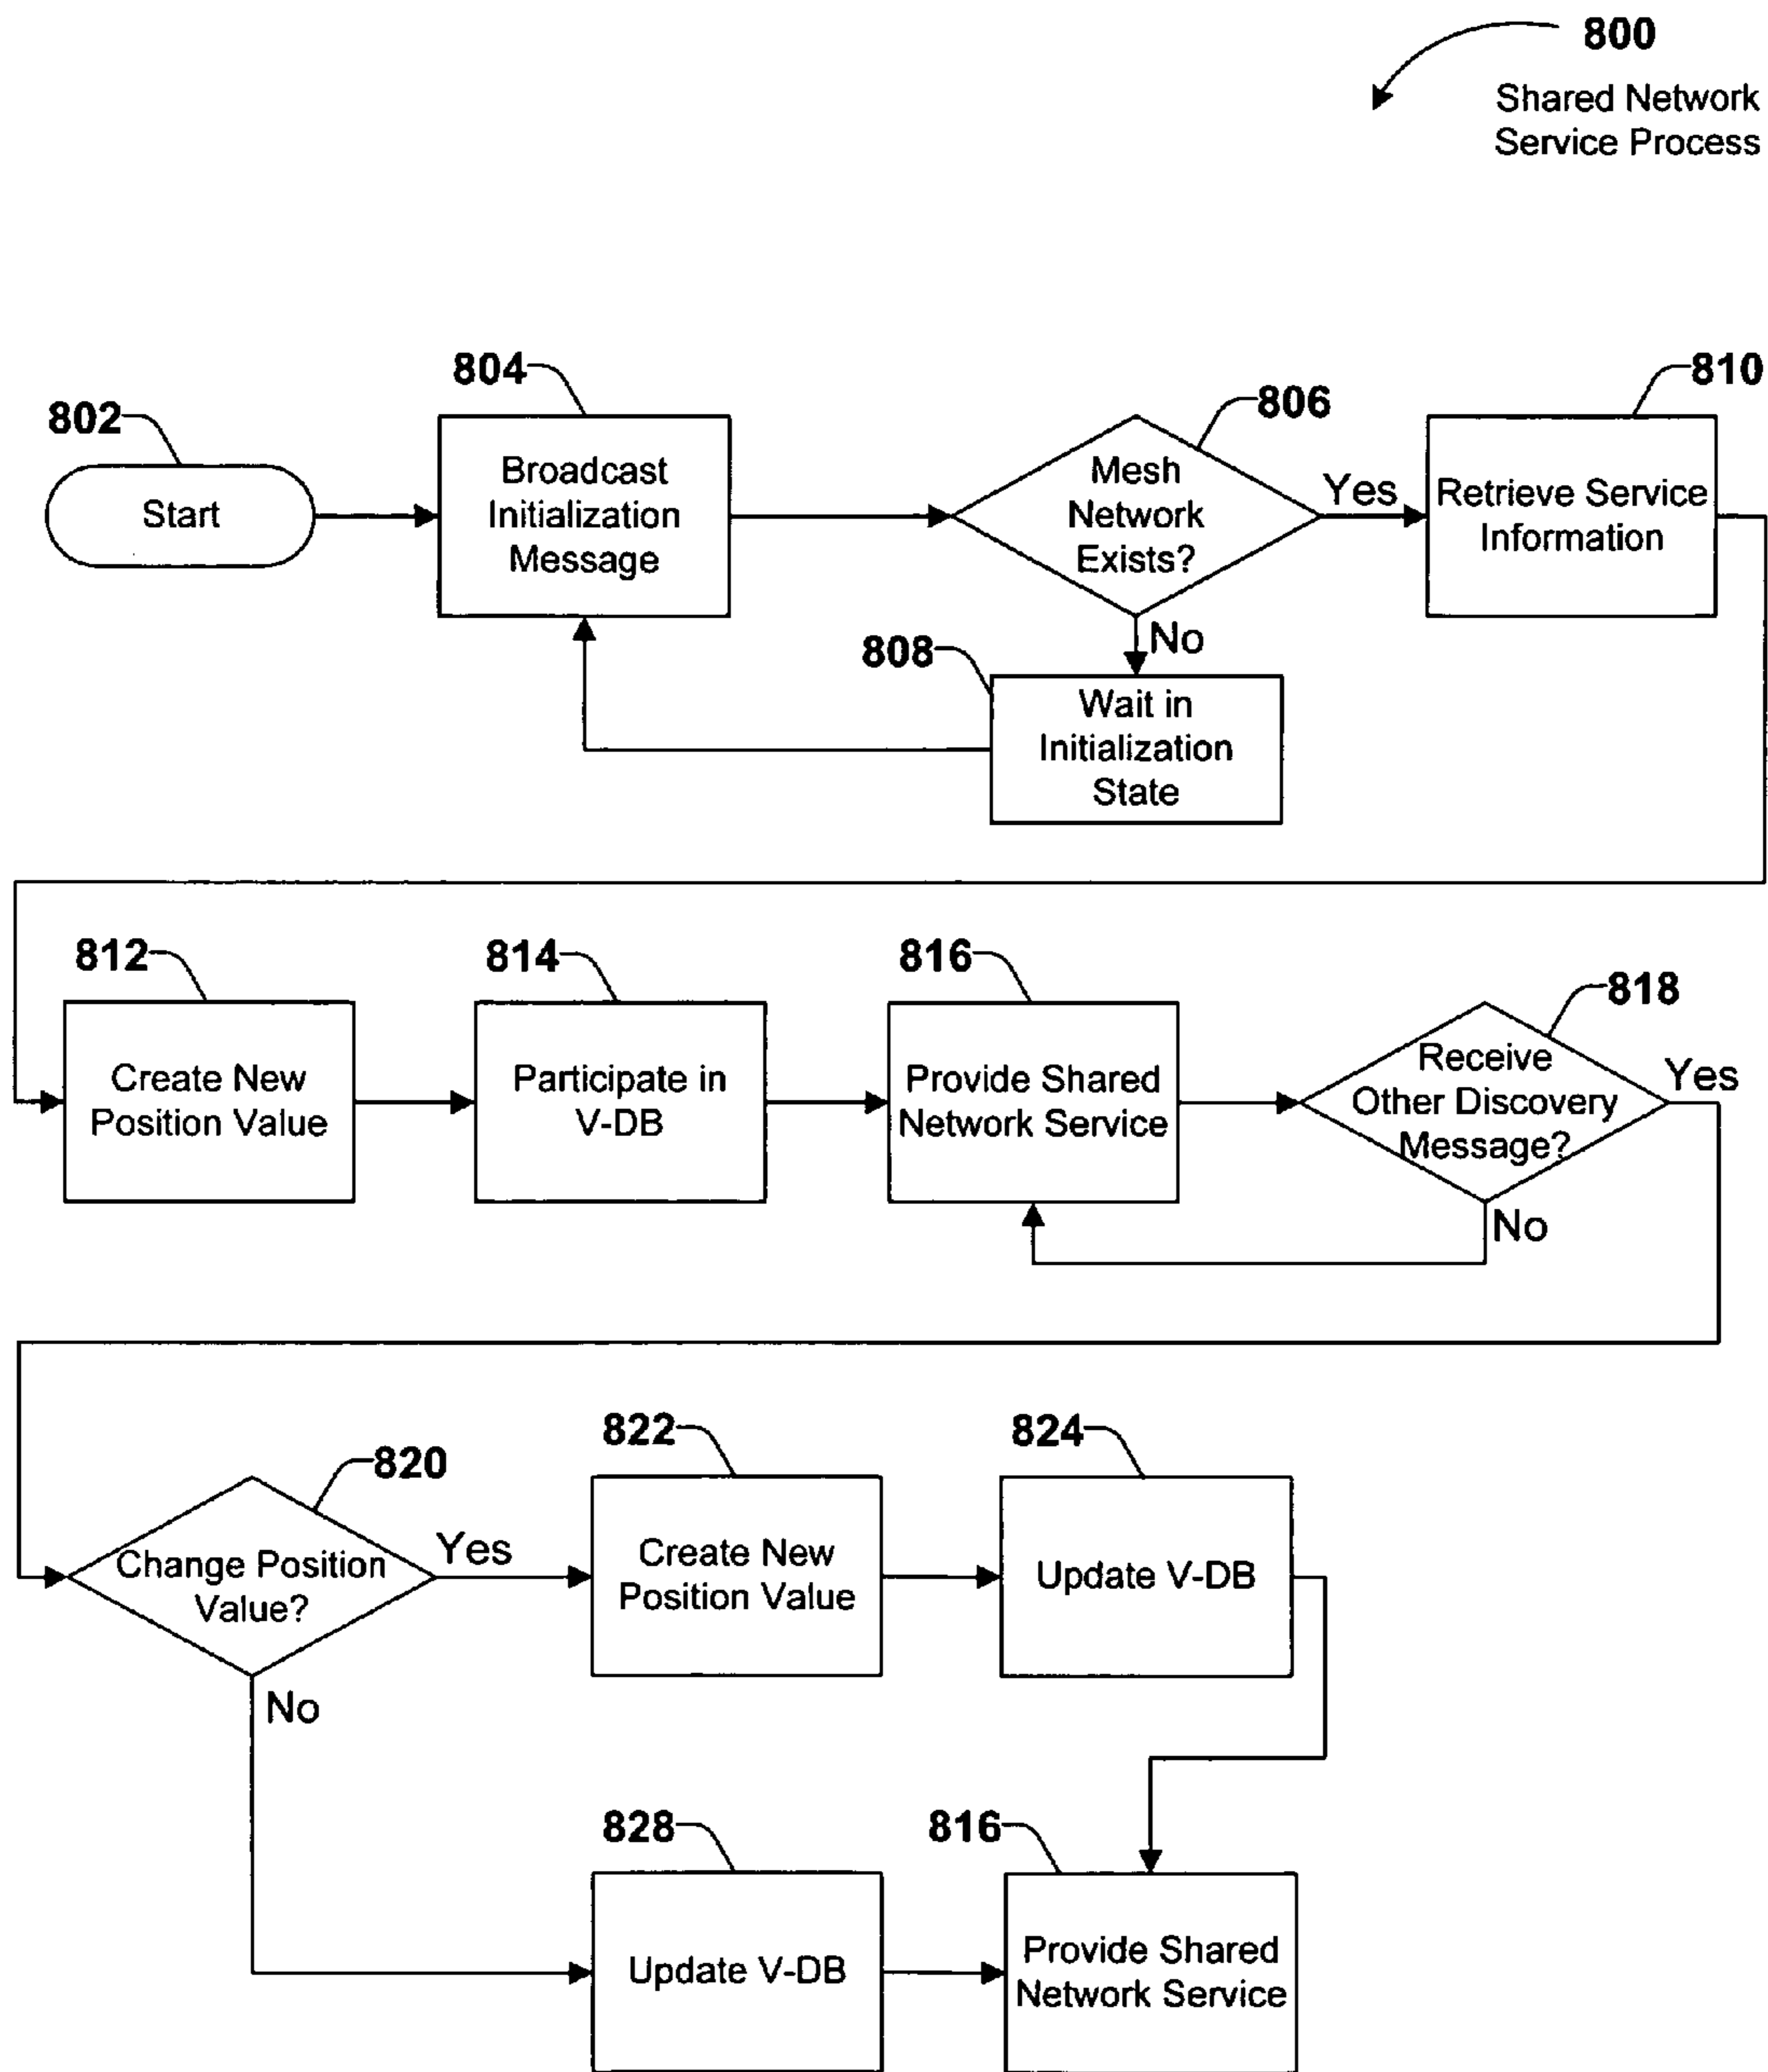 800
Shared Network
Service Process
802
Start
804
Broadcast
Initialization
Message
806
Mesh
Network
Exists?
Yes
No
810
Retrieve Service
Information
808
Wait in
Initialization
State
812
Create New
Position Value
814
Participate in
V-DB
816
Provide Shared
Network Service
818
Receive
Other Discovery
Message?
Yes
No
820
Change Position
Value?
Yes
No
822
Create New
Position Value
824
Update V-DB
828
Update V-DB
816
Provide Shared
Network Service